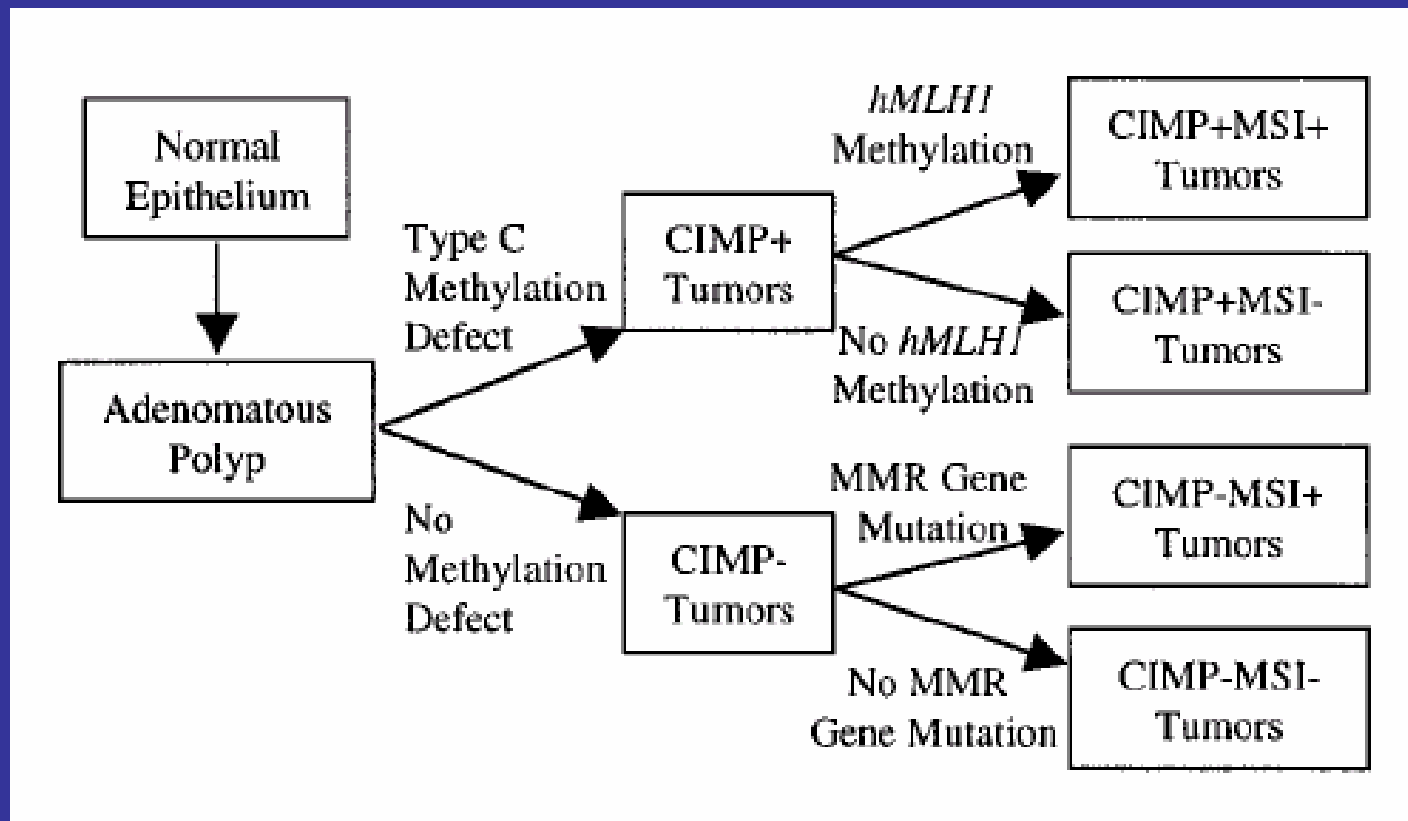 Normal
Epithelium
Adenomatous
Polyp
Type C
Methylation
Defect
No
Methylation
Defect
CIMP+
Tumors
CIMP-
Tumors
hMLH1
Methylation
No hMLH1
Methylation
MMR Gene
Mutation
No MMR
Gene Mutation
CIMP+MSI+
Tumors
CIMP+MSI-
Tumors
CIMP-MSI+
Tumors
CIMP-MSI-
Tumors